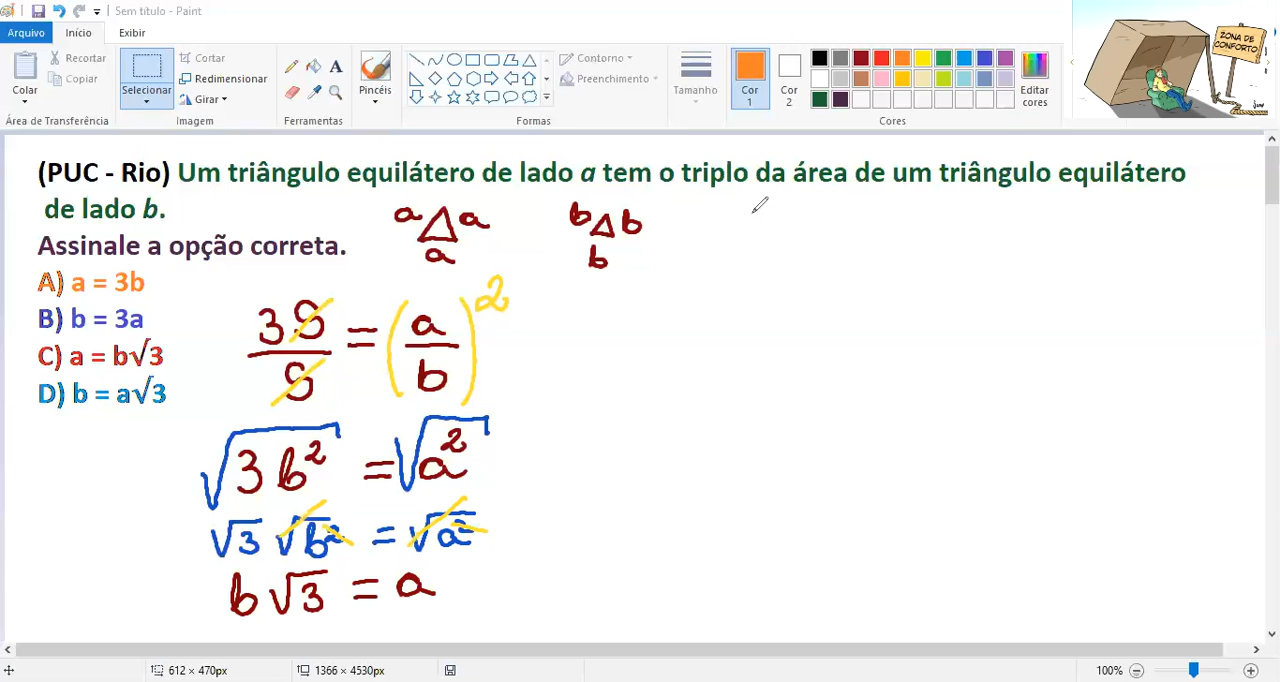 Sem título - Paint
Arquivo Início Exibir
Colar
Recortar
Copiar
Área de Transferência
Selecionar
Cortar
Redimensionar
Girar
Imagem
A
Ferramentas
Pincéis
Contorno
Preenchimento
Formas
Tamanho
Cor 1
Cor 2
Editar cores
Cores
ZONA DE CONFORTO
(PUC - Rio) Um triângulo equilátero de lado a tem o triplo da área de um triângulo equilátero
de lado b.
a a b b
Assinale a opção correta.
a b
A) a = 3b
B) b = 3a
C) a = b√3
D) b = a√3
3S/S = (a/b)²
√3b² = √a²
√3 √b² = √a²
b√3 = a
612 × 470px
1366 × 4530px
100%